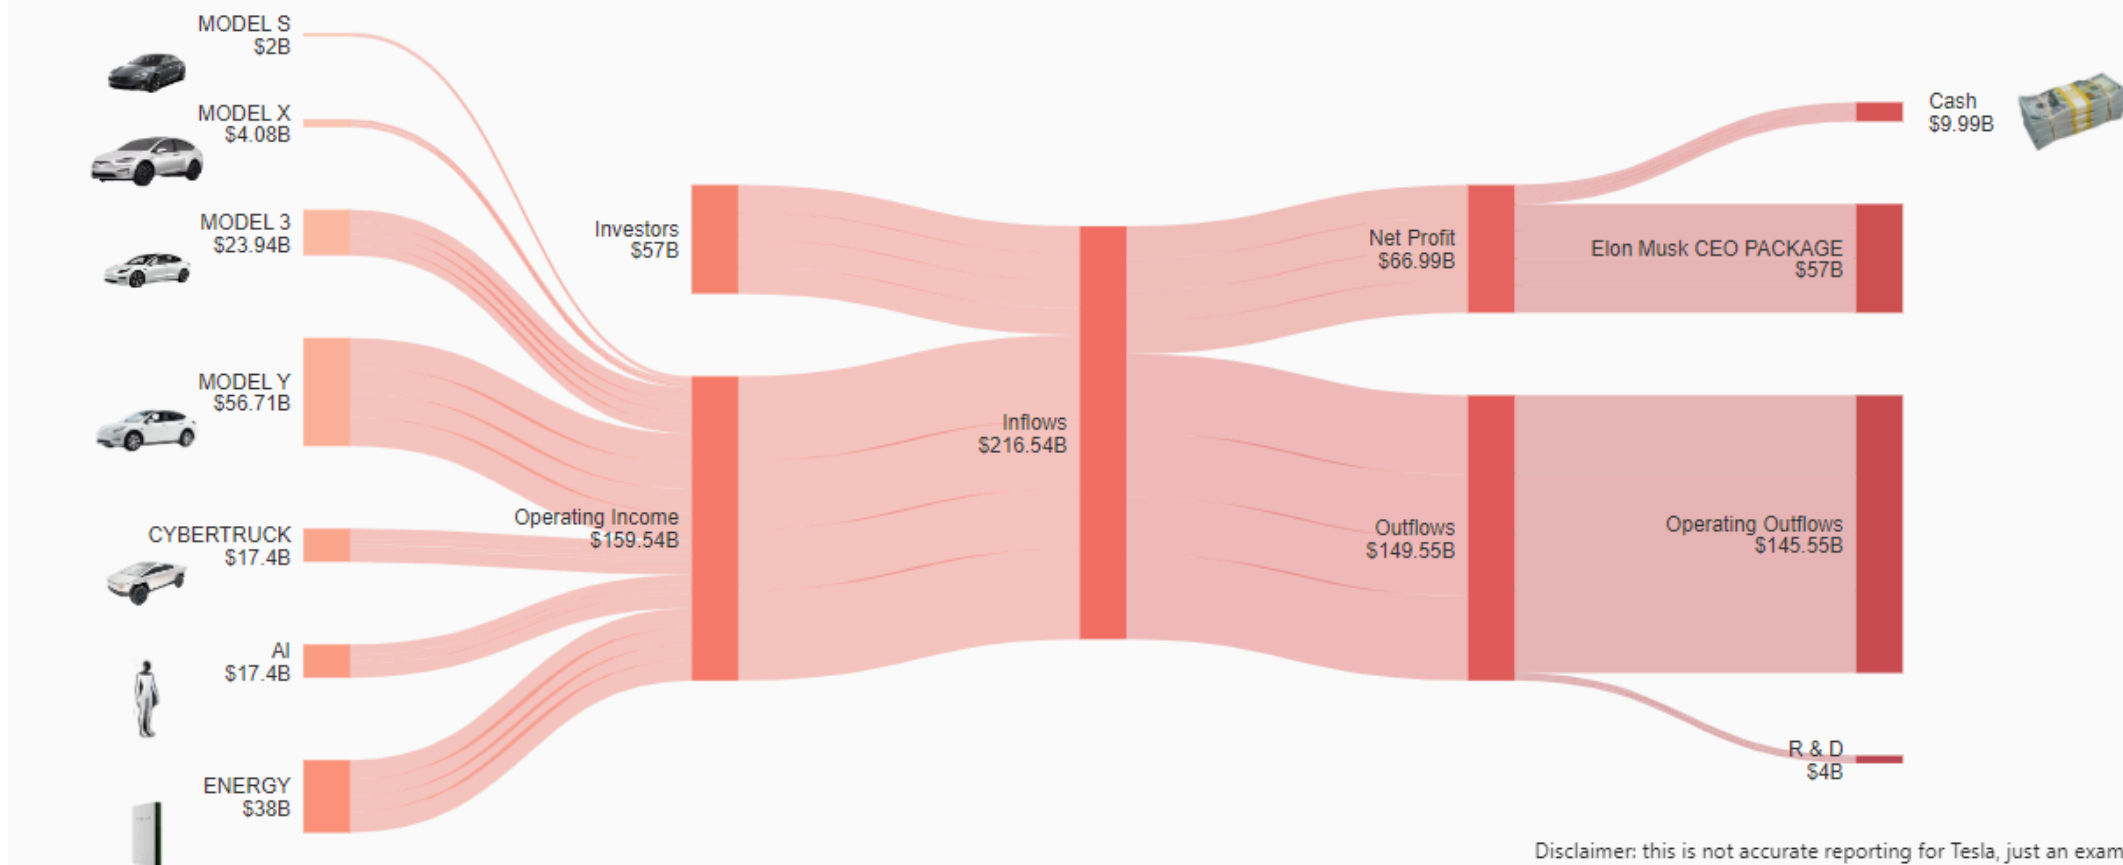 MODEL S
$2B
MODEL X
$4.08B
MODEL 3
$23.94B
MODEL Y
$56.71B
CYBERTRUCK
$17.4B
AI
$17.4B
ENERGY
$38B
Investors
$57B
Operating Income
$159.54B
Inflows
$216.54B
Net Profit
$66.99B
Outflows
$149.55B
Cash
$9.99B
Elon Musk CEO PACKAGE
$57B
Operating Outflows
$145.55B
R & D
$4B
Disclaimer: this is not accurate reporting for Tesla, just an exam